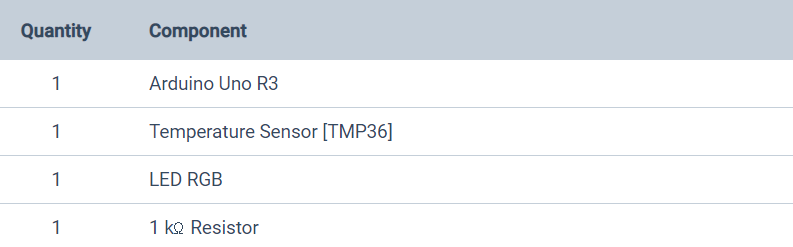 Quantity Component
1 Arduino Uno R3
1 Temperature Sensor [TMP36]
1 LED RGB
1 1 kΩ Resistor